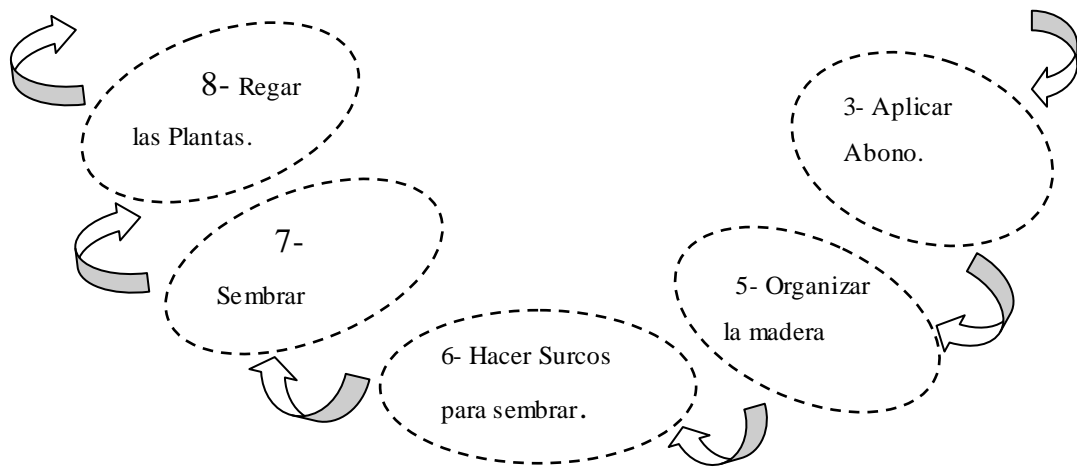 8- Regar
las Plantas.
3- Aplicar
Abono.
7-
Sembrar
5- Organizar
la madera
6- Hacer Surcos
para sembrar.